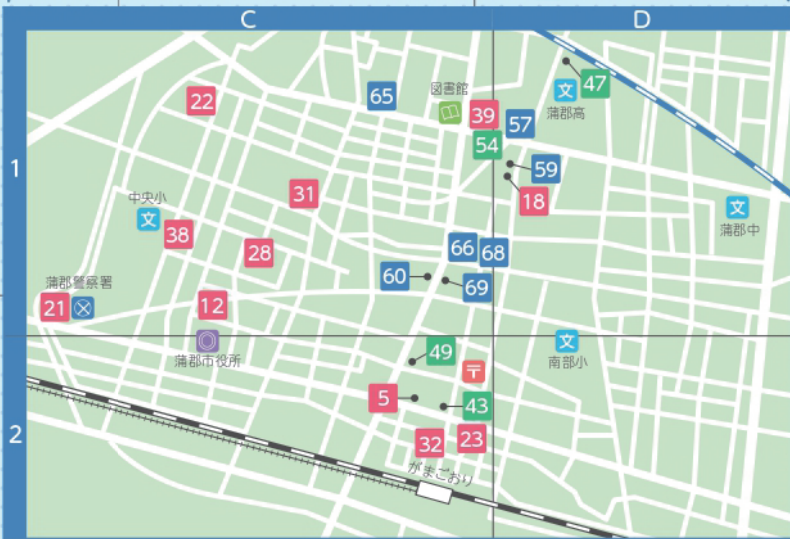 C
D
1
2
22
65
図書館
39
54
57
47
文
蒲郡高
59
18
31
中央小
文
38
28
文
蒲郡中
66
68
60
69
蒲郡警察署
21
12
蒲郡市役所
49
〒
文
南部小
5
43
32
23
がまごおり